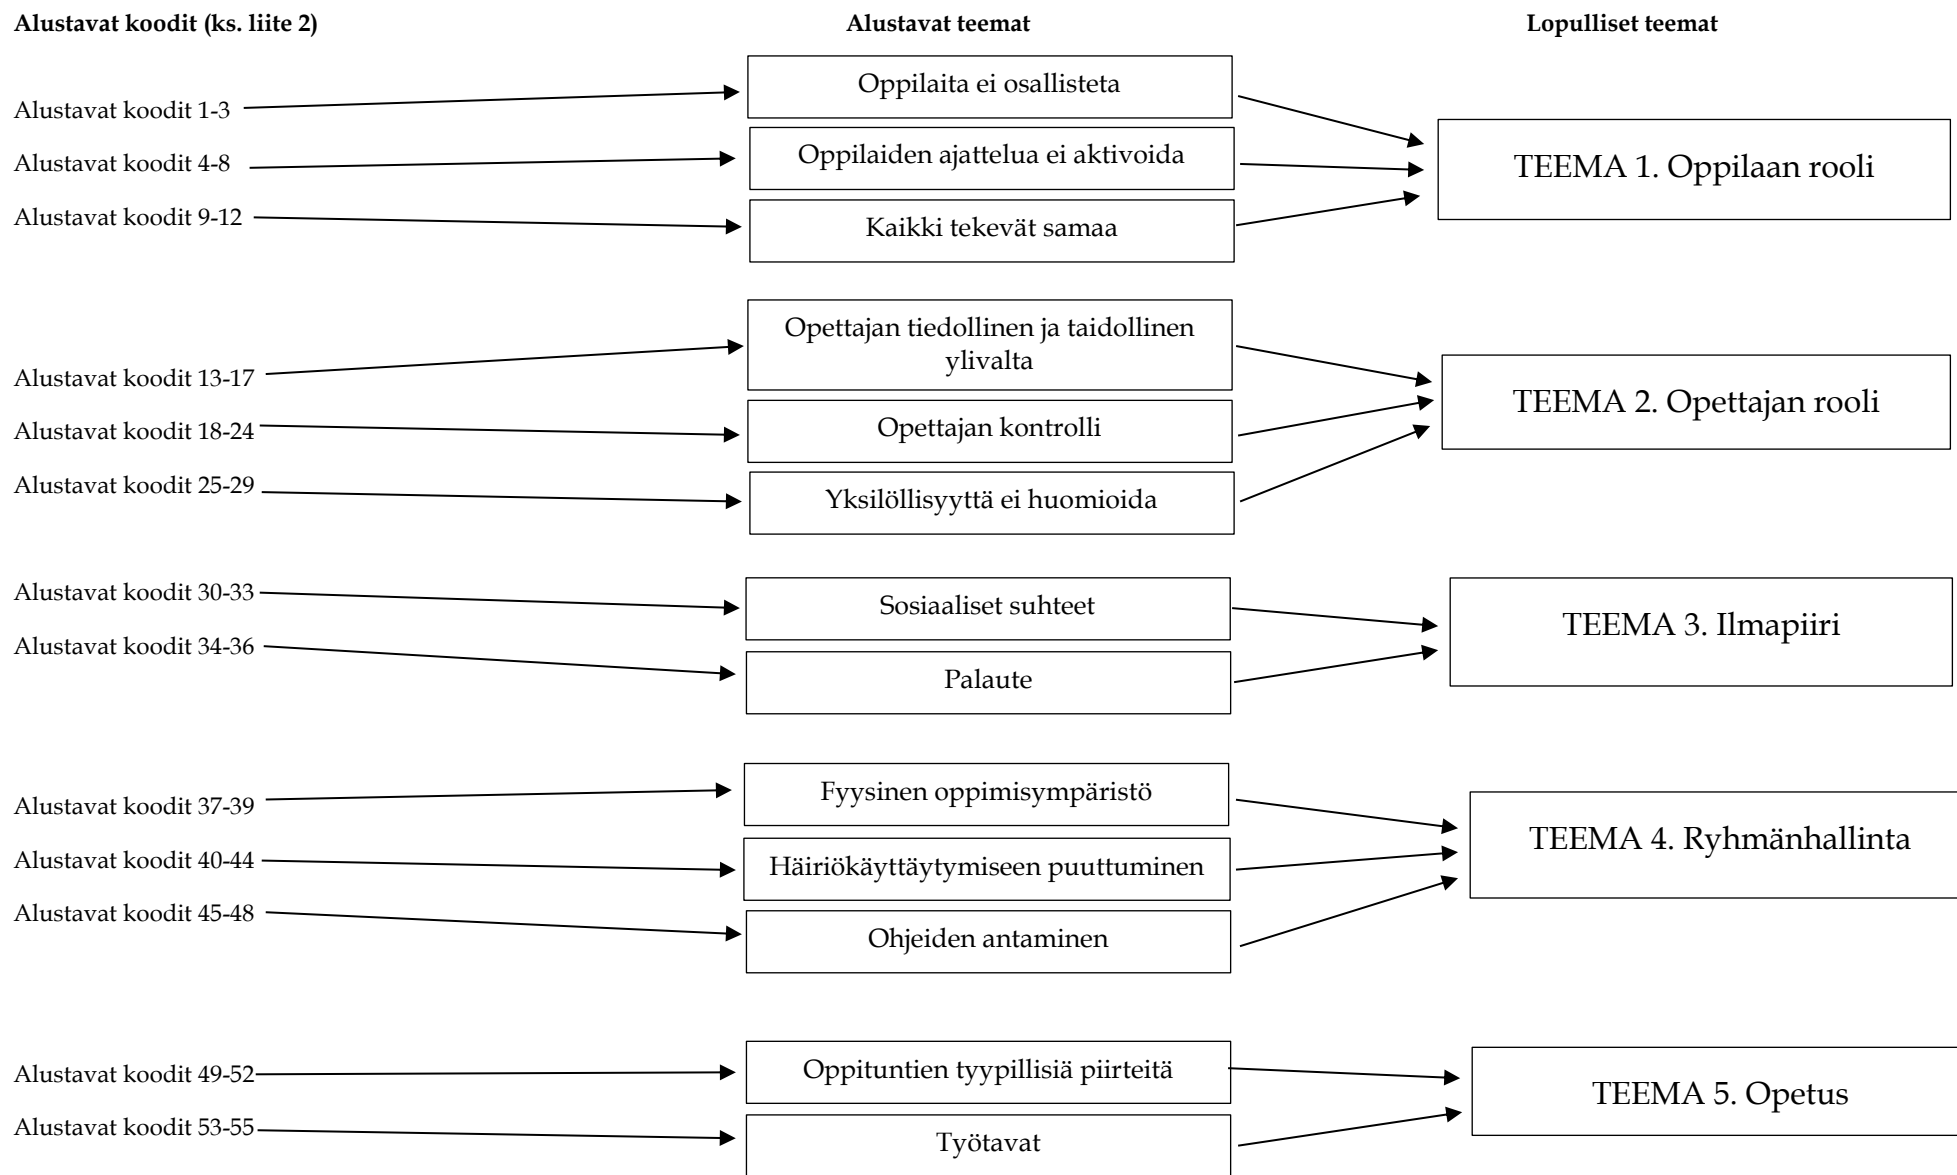 Alustavat koodit (ks. liite 2)
Alustavat teemat
Lopulliset teemat
Alustavat koodit 1-3
Alustavat koodit 4-8
Alustavat koodit 9-12
Oppilaita ei osallisteta
Oppilaiden ajattelua ei aktivoida
Kaikki tekevät samaa
TEEMA 1. Oppilaan rooli
Alustavat koodit 13-17
Alustavat koodit 18-24
Alustavat koodit 25-29
Opettajan tiedollinen ja taidollinen
ylivalta
Opettajan kontrolli
Yksilöllisyyttä ei huomioida
TEEMA 2. Opettajan rooli
Alustavat koodit 30-33
Alustavat koodit 34-36
Sosiaaliset suhteet
Palaute
TEEMA 3. Ilmapiiri
Alustavat koodit 37-39
Alustavat koodit 40-44
Alustavat koodit 45-48
Fyysinen oppimisympäristö
Häiriökäyttäytymiseen puuttuminen
Ohjeiden antaminen
TEEMA 4. Ryhmänhallinta
Alustavat koodit 49-52
Alustavat koodit 53-55
Oppituntien tyypillisiä piirteitä
Työtavat
TEEMA 5. Opetus